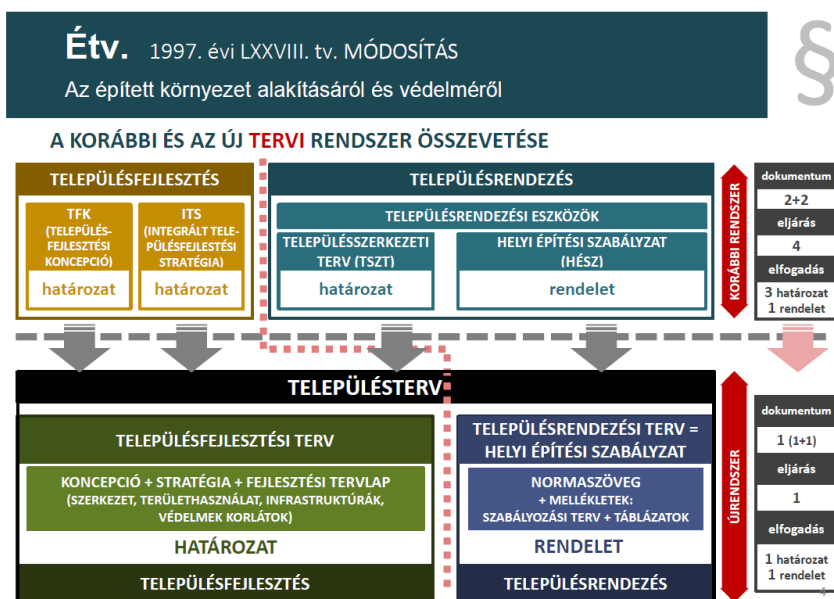 Étv. 1997. évi LXXVIII. tv. MÓDOSÍTÁS
Az épített környezet alakításáról és védelméről
§
A KORÁBBI ÉS AZ ÚJ TERVI RENDSZER ÖSSZEVETÉSE
TELEPÜLÉSFEJLESZTÉS
TFK
(TELEPÜLÉS-
FEJLESZTÉSI
KONCEPCIÓ)
határozat
ITS
(INTEGRÁLT TELE-
PÜLÉSFEJLESTÉSI
STRATÉGIA)
határozat
TELEPÜLÉSRENDEZÉS
TELEPÜLÉSRENDEZÉSI ESZKÖZÖK
TELEPÜLÉSSZERKEZETI
TERV (TSZT)
határozat
HELYI ÉPÍTÉSI SZABÁLYZAT
(HÉSZ)
rendelet
KORÁBBI RENDSZER
dokumentum
2+2
eljárás
4
elfogadás
3 határozat
1 rendelet
TELEPÜLÉSTERV
TELEPÜLÉSFEJLESZTÉSI TERV
KONCEPCIÓ + STRATÉGIA + FEJLESZTÉSI TERVLAP
(SZERKEZET, TERÜLETHASZNÁLAT, INFRASTRUKTÚRÁK,
VÉDELMEK KORLÁTOK)
HATÁROZAT
TELEPÜLÉSFEJLESZTÉS
TELEPÜLÉSRENDEZÉSI TERV =
HELYI ÉPÍTÉSI SZABÁLYZAT
NORMASZÖVEG
+ MELLÉKLETEK:
SZABÁLYOZÁSI TERV + TÁBLÁZATOK
RENDELET
TELEPÜLÉSRENDEZÉS
ÚJRENDSZER
dokumentum
1 (1+1)
eljárás
1
elfogadás
1 határozat
1 rendelet
4